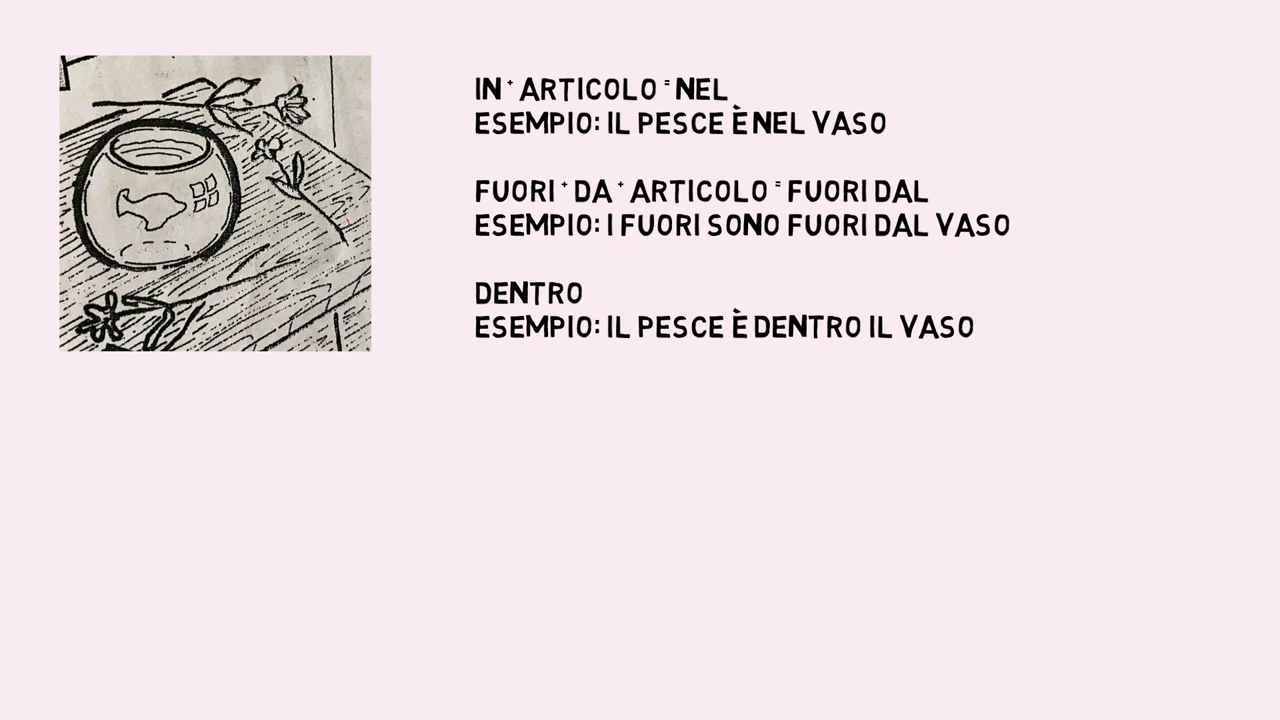 IN + ARTICOLO = NEL
ESEMPIO: IL PESCE È NEL VASO
FUORI + DA + ARTICOLO = FUORI DAL
ESEMPIO: I FUORI SONO FUORI DAL VASO
DENTRO
ESEMPIO: IL PESCE È DENTRO IL VASO